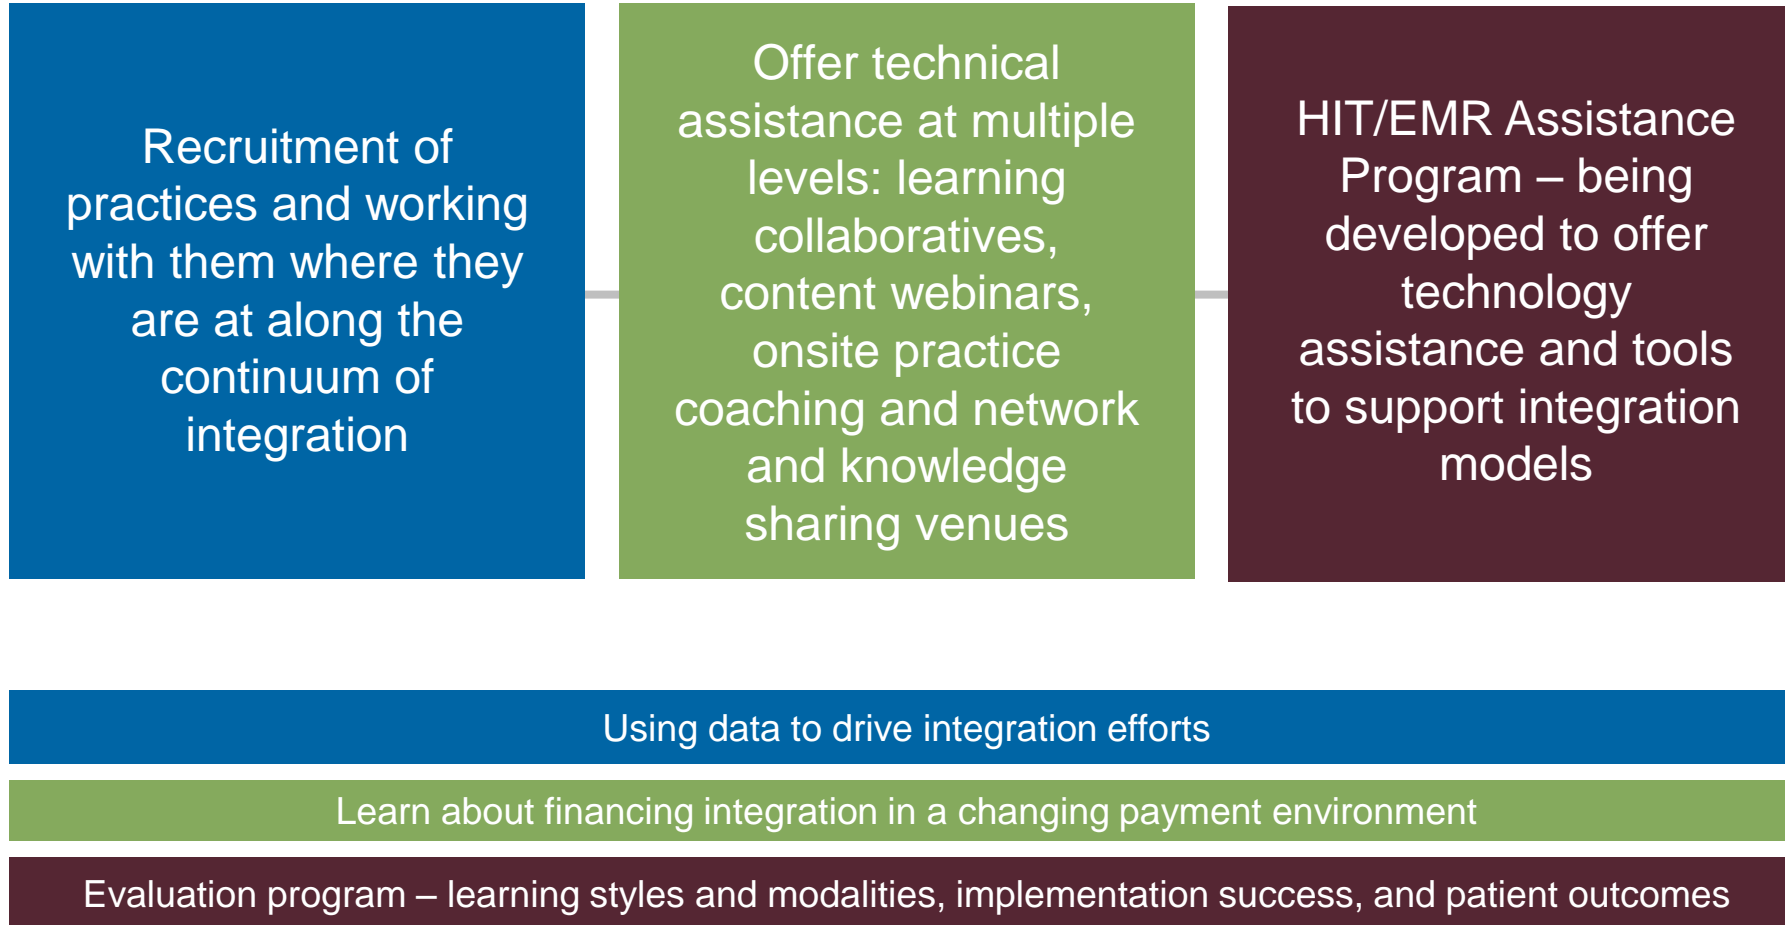 Recruitment of
practices and working
with them where they
are at along the
continuum of
integration
Offer technical
assistance at multiple
levels: learning
collaboratives,
content webinars,
onsite practice
coaching and network
and knowledge
sharing venues
HIT/EMR Assistance
Program – being
developed to offer
technology
assistance and tools
to support integration
models
Using data to drive integration efforts
Learn about financing integration in a changing payment environment
Evaluation program – learning styles and modalities, implementation success, and patient outcomes